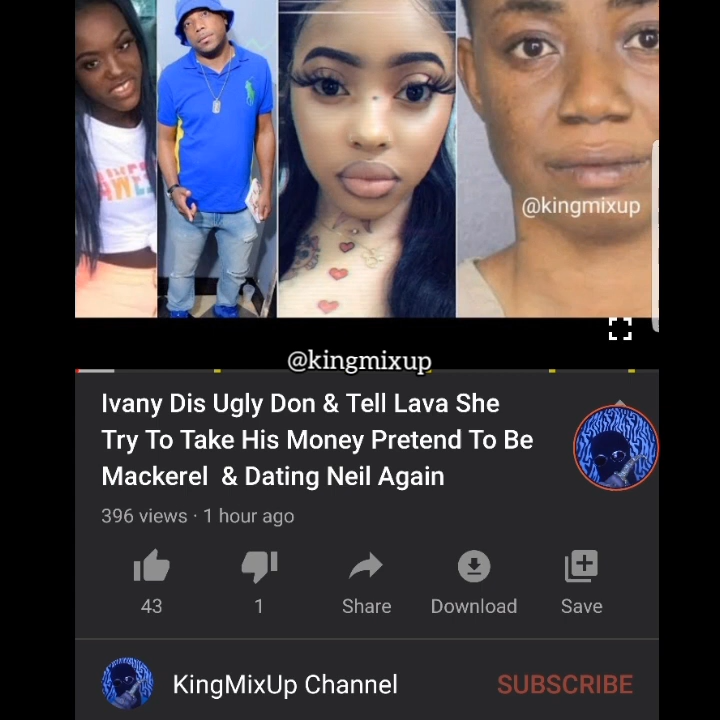 @kingmixup
@kingmixup
Ivany Dis Ugly Don & Tell Lava She
Try To Take His Money Pretend To Be
Mackerel & Dating Neil Again
396 views · 1 hour ago
43
1
Share
Download
Save
KingMixUp Channel
SUBSCRIBE